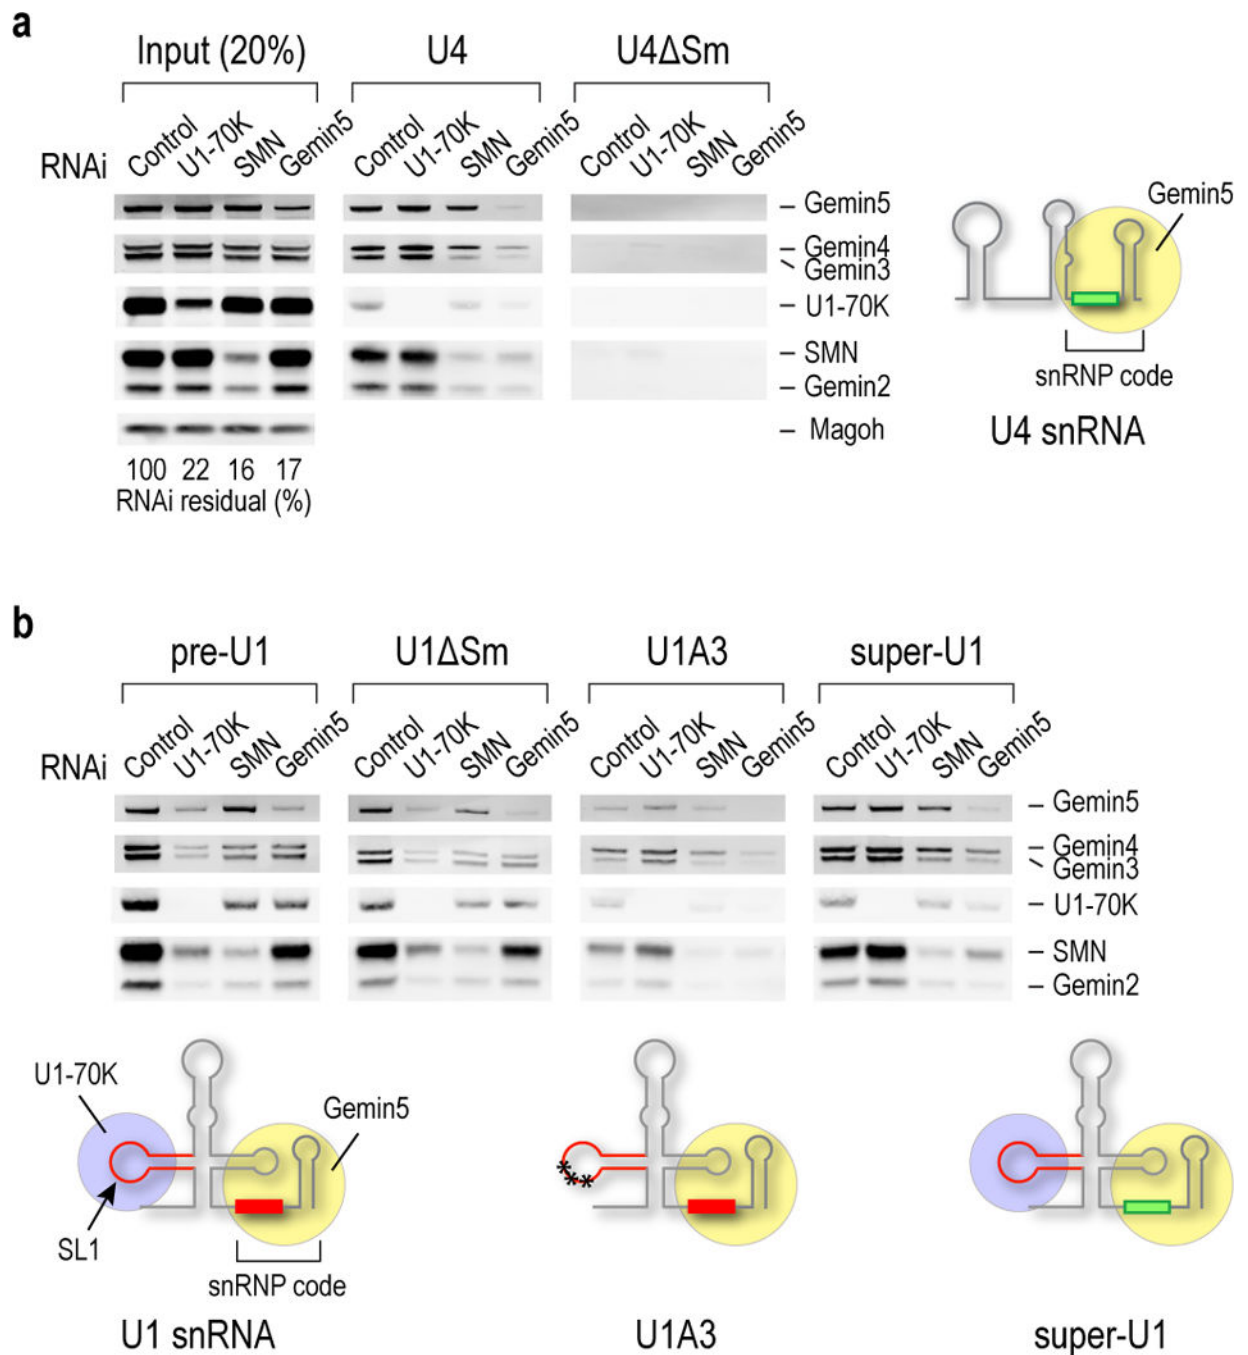 a
Input (20%) U4 U4ΔSm
RNAi Control U1-70K SMN Gemin5 Control U1-70K SMN Gemin5 Control U1-70K SMN Gemin5
Gemin5
Gemin4
Gemin3
U1-70K
SMN
Gemin2
Magoh
100 22 16 17
RNAi residual (%)
Gemin5
snRNP code
U4 snRNA
b
pre-U1 U1ΔSm U1A3 super-U1
RNAi Control U1-70K SMN Gemin5 Control U1-70K SMN Gemin5 Control U1-70K SMN Gemin5 Control U1-70K SMN Gemin5
Gemin5
Gemin4
Gemin3
U1-70K
SMN
Gemin2
U1-70K
Gemin5
SL1
***
snRNP code
U1 snRNA U1A3 super-U1